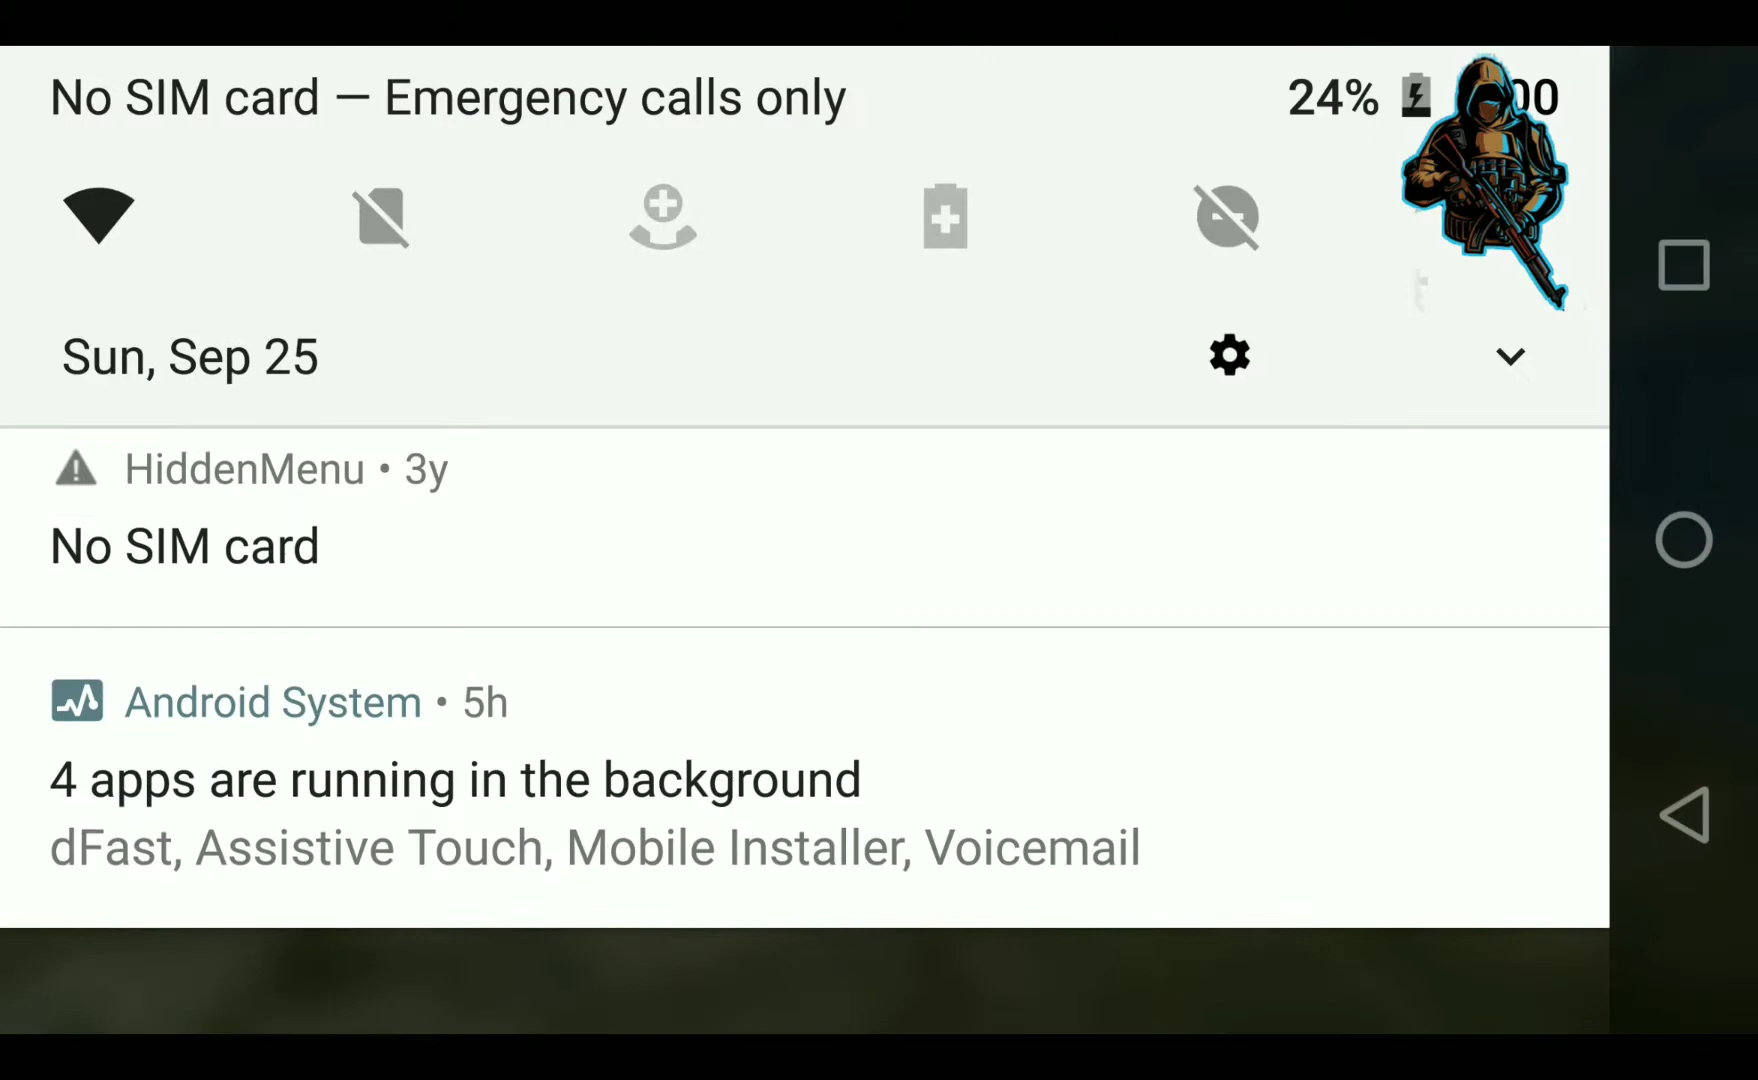 No SIM card — Emergency calls only
24%
Sun, Sep 25
HiddenMenu • 3y
No SIM card
Android System • 5h
4 apps are running in the background
dFast, Assistive Touch, Mobile Installer, Voicemail